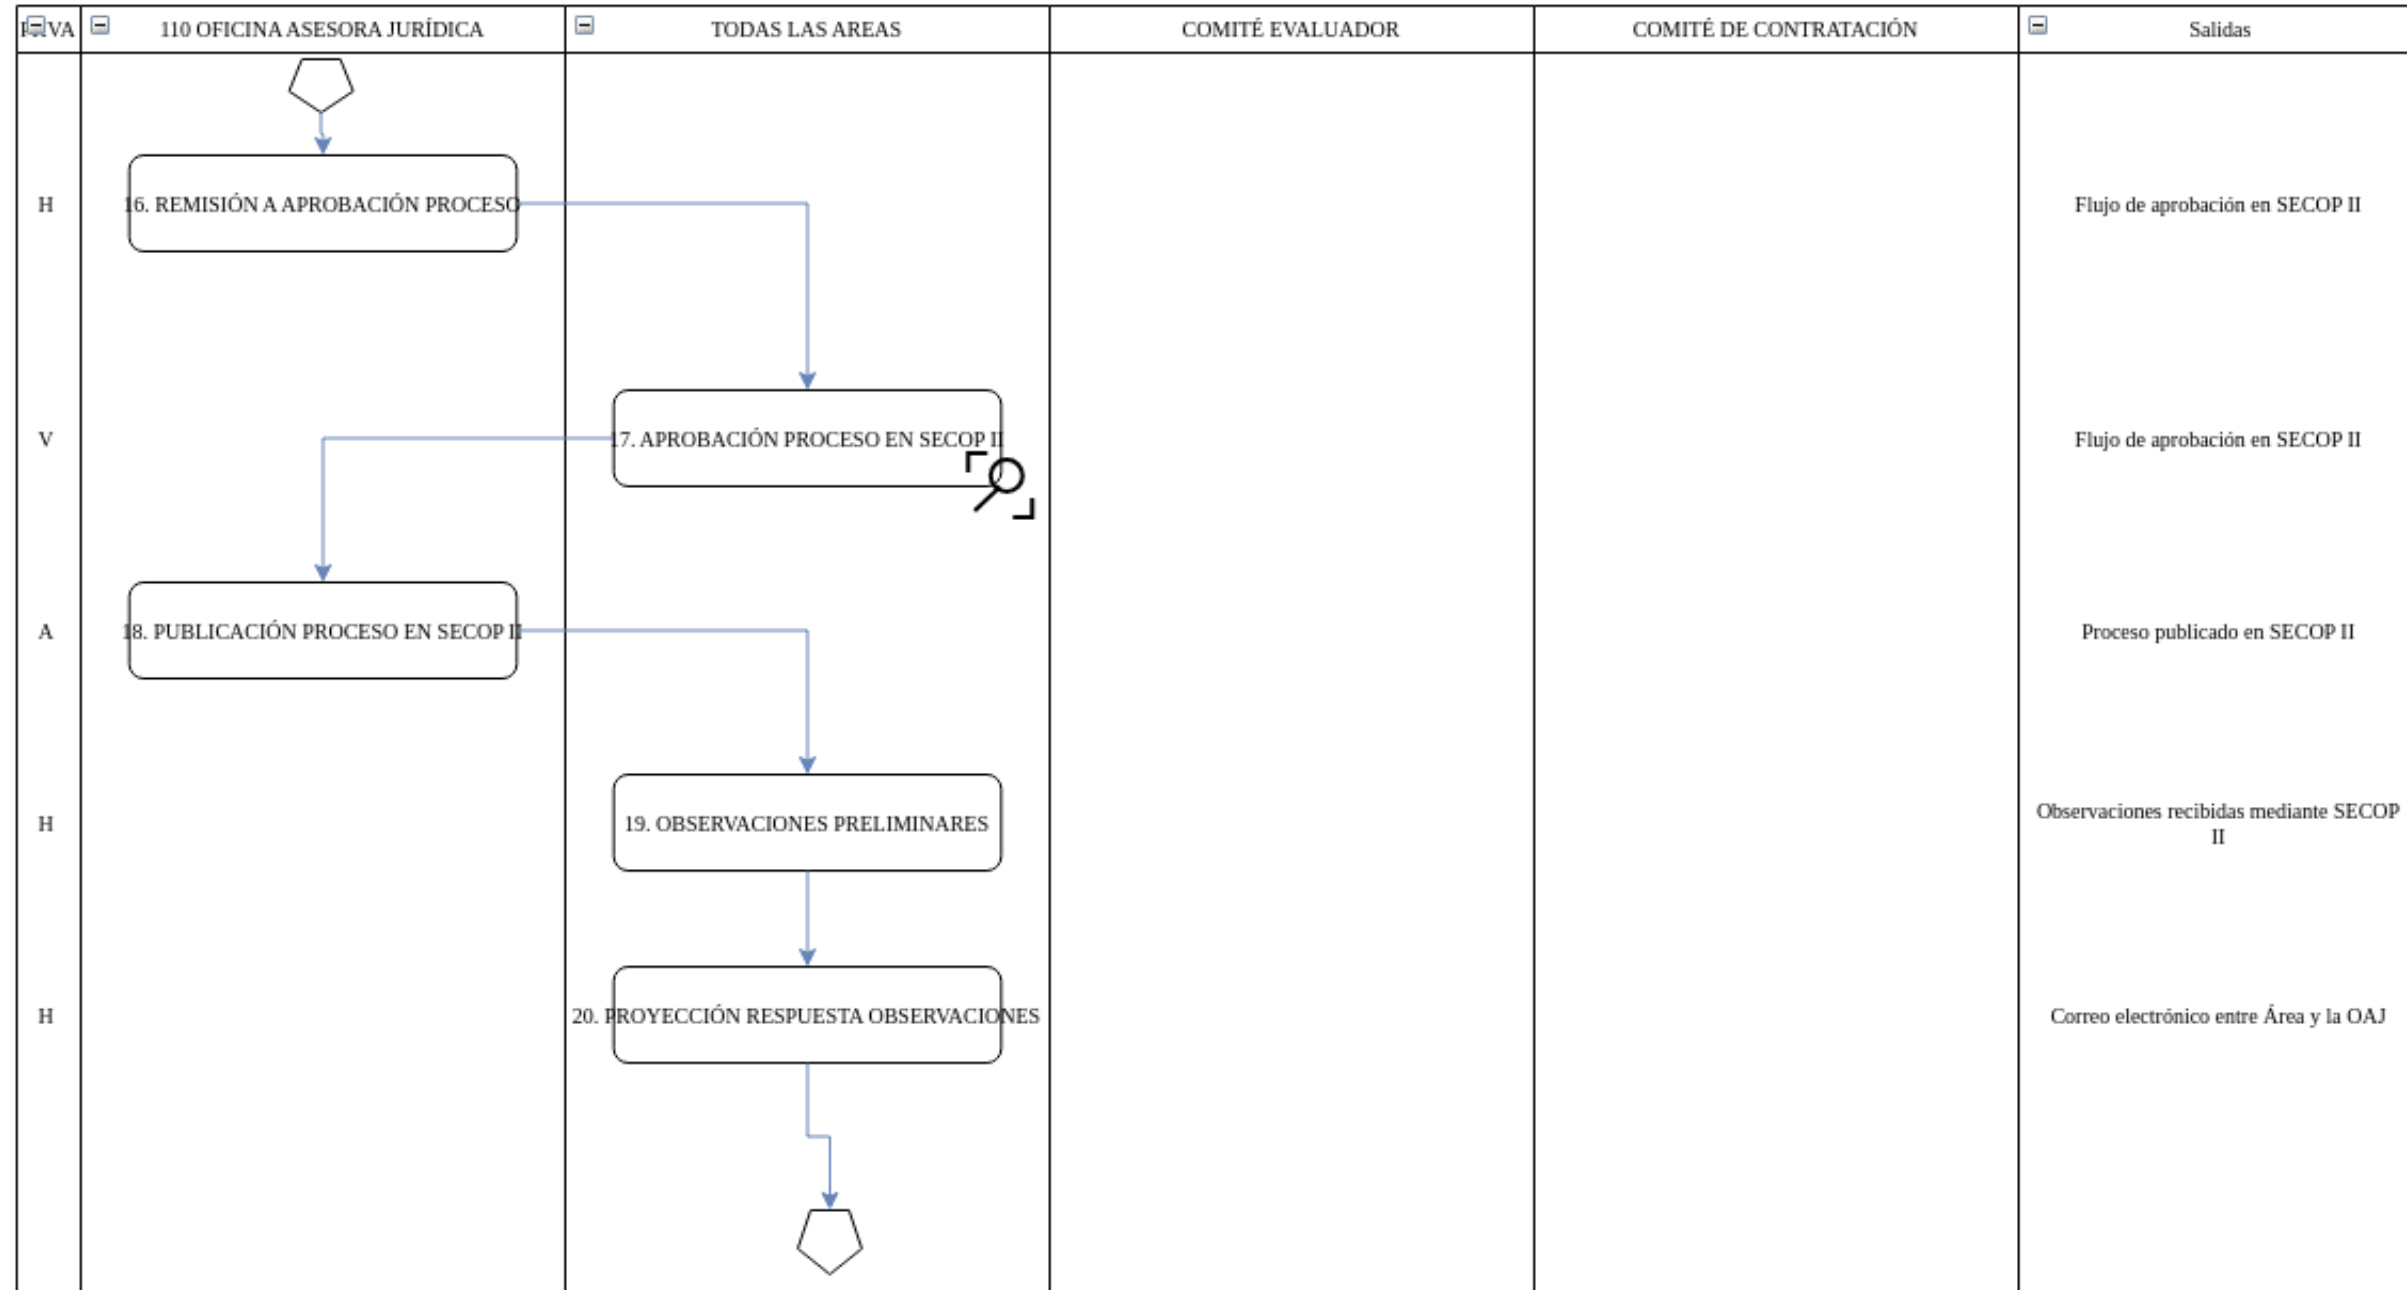 110 OFICINA ASESORA JURÍDICA
TODAS LAS AREAS
COMITÉ EVALUADOR
COMITÉ DE CONTRATACIÓN
Salidas
H
16. REMISIÓN A APROBACIÓN PROCESO
Flujo de aprobación en SECOP II
V
17. APROBACIÓN PROCESO EN SECOP II
Flujo de aprobación en SECOP II
A
18. PUBLICACIÓN PROCESO EN SECOP II
Proceso publicado en SECOP II
H
19. OBSERVACIONES PRELIMINARES
Observaciones recibidas mediante SECOP
II
H
20. PROYECCIÓN RESPUESTA OBSERVACIONES
Correo electrónico entre Área y la OAJ